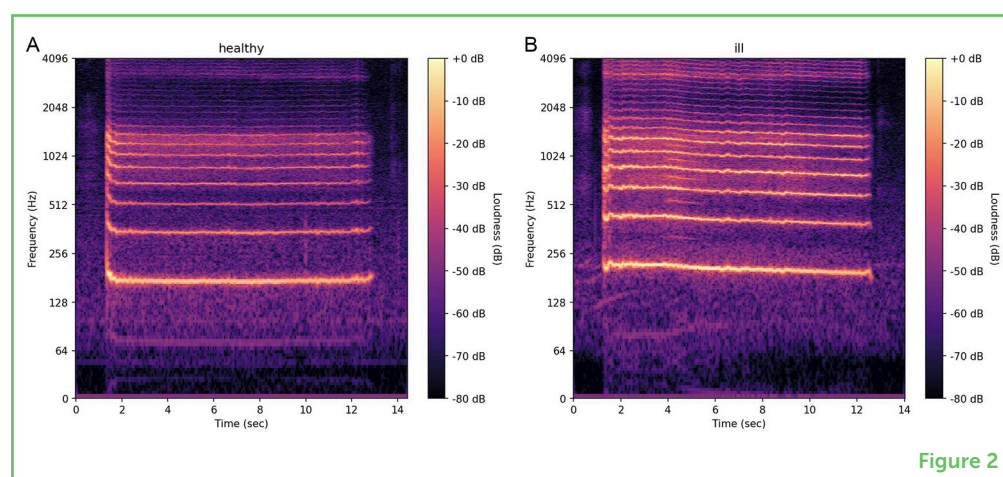 A
healthy
4096
2048
1024
512
256
128
64
0
Frequency (Hz)
0 2 4 6 8 10 12 14
Time (sec)
+0 dB
-10 dB
-20 dB
-30 dB
-40 dB
-50 dB
-60 dB
-70 dB
-80 dB
Loudness (dB)
B
ill
4096
2048
1024
512
256
128
64
0
Frequency (Hz)
0 2 4 6 8 10 12 14
Time (sec)
+0 dB
-10 dB
-20 dB
-30 dB
-40 dB
-50 dB
-60 dB
-70 dB
-80 dB
Loudness (dB)
Figure 2